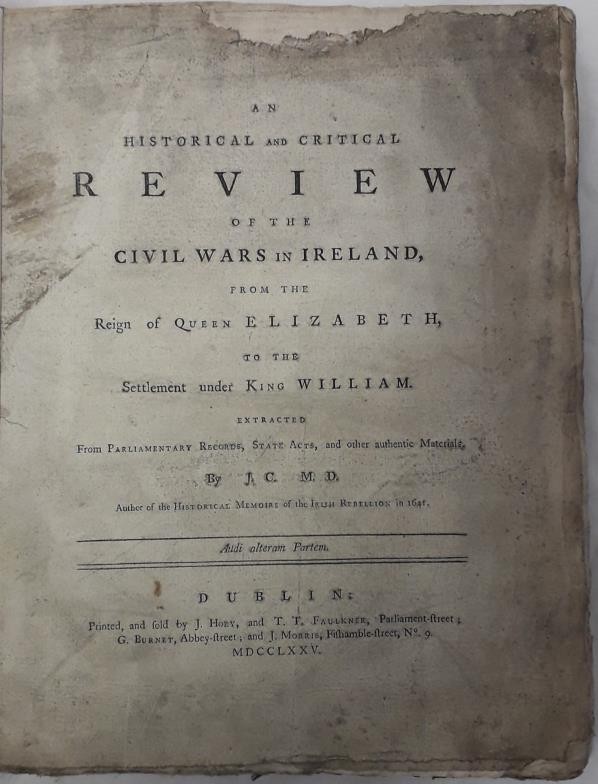 AN
HISTORICAL AND CRITICAL
REVIEW
OF THE
CIVIL WARS IN IRELAND,
FROM THE
Reign of QUEEN ELIZABETH,
TO THE
Settlement under KING WILLIAM.
EXTRACTED
From PARLIAMENTARY RECORDS, STATE ACTS, and other authentic Materials,
By J. C. M. D.
Author of the HISTORICAL MEMOIRS of the IRISH REBELLION in 1641.
Audi alteram Partem.
DUBLIN:
Printed, and ſold by J. HOEY, and T. T. FAULKNER, Parliament-ſtreet;
G. BURNET, Abbey-ſtreet; and J. MORRIS, Fiſhamble-ſtreet, No. 9.
MDCCLXXV.